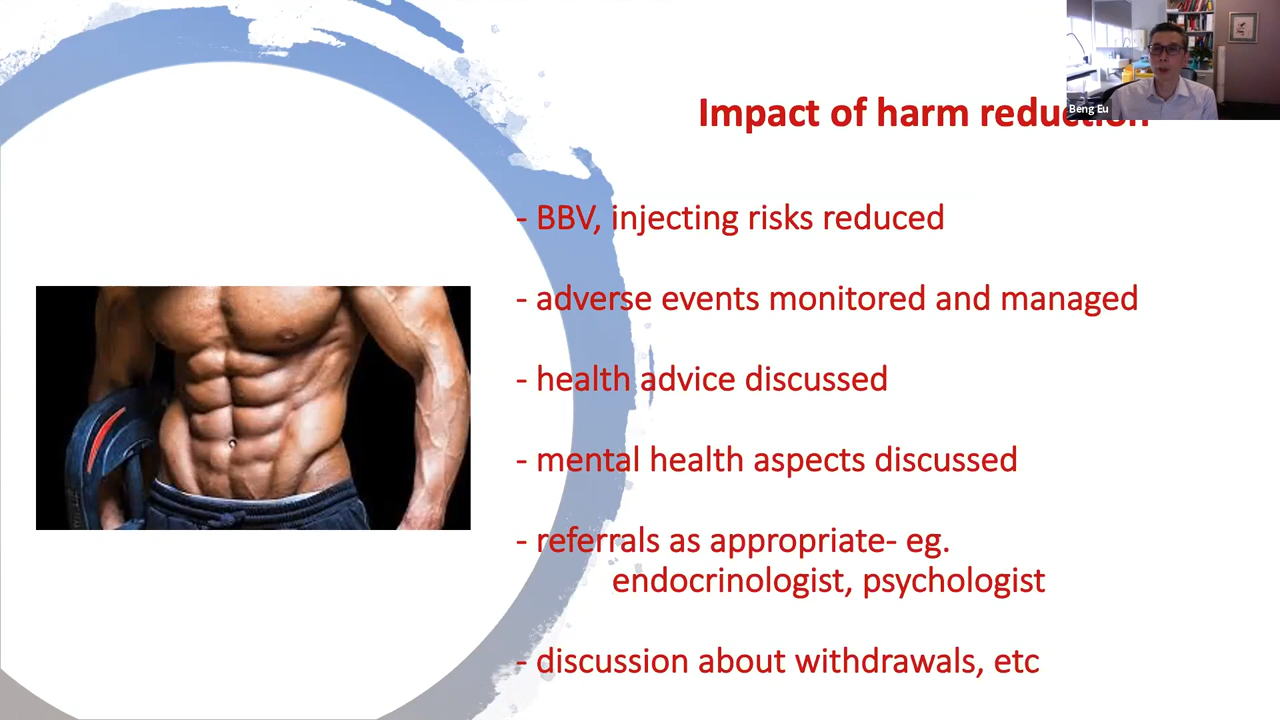 Impact of harm reduction
Beng Eu
- BBV, injecting risks reduced
- adverse events monitored and managed
- health advice discussed
- mental health aspects discussed
- referrals as appropriate- eg.
endocrinologist, psychologist
- discussion about withdrawals, etc